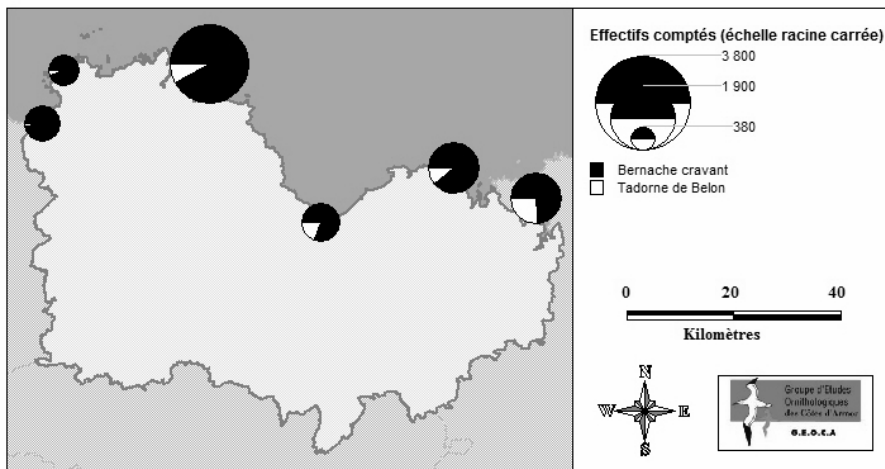 Effectifs comptés (échelle racine carrée)
3 800
1 900
380
Bernache cravant
Tadorne de Belon
0 20 40
Kilomètres
N
W E
S
Groupe d'Etudes
Ornithologiques
des Côtes d'Armor
G.E.O.C.A